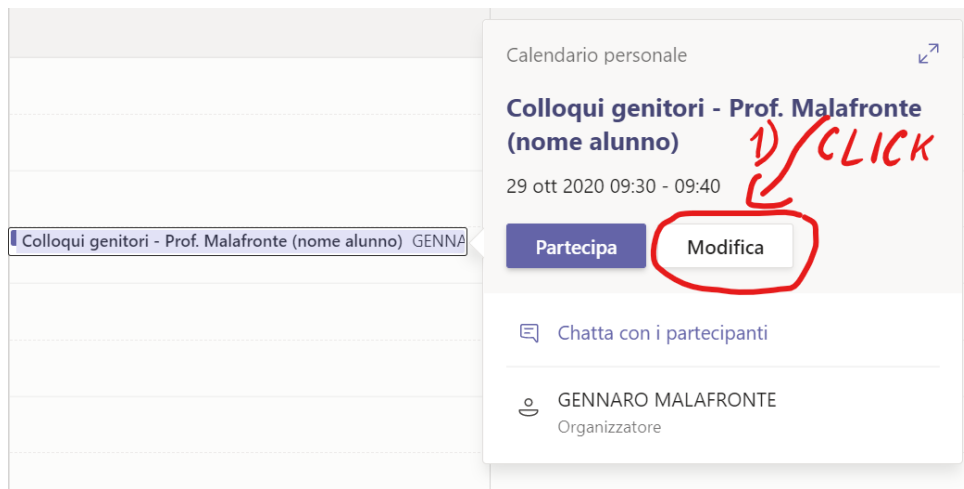 Calendario personale
Colloqui genitori - Prof. Malafronte
(nome alunno)
1) CLICK
29 ott 2020 09:30 - 09:40
Colloqui genitori - Prof. Malafronte (nome alunno) GENNA
Partecipa
Modifica
Chatta con i partecipanti
GENNARO MALAFRONTE
Organizzatore